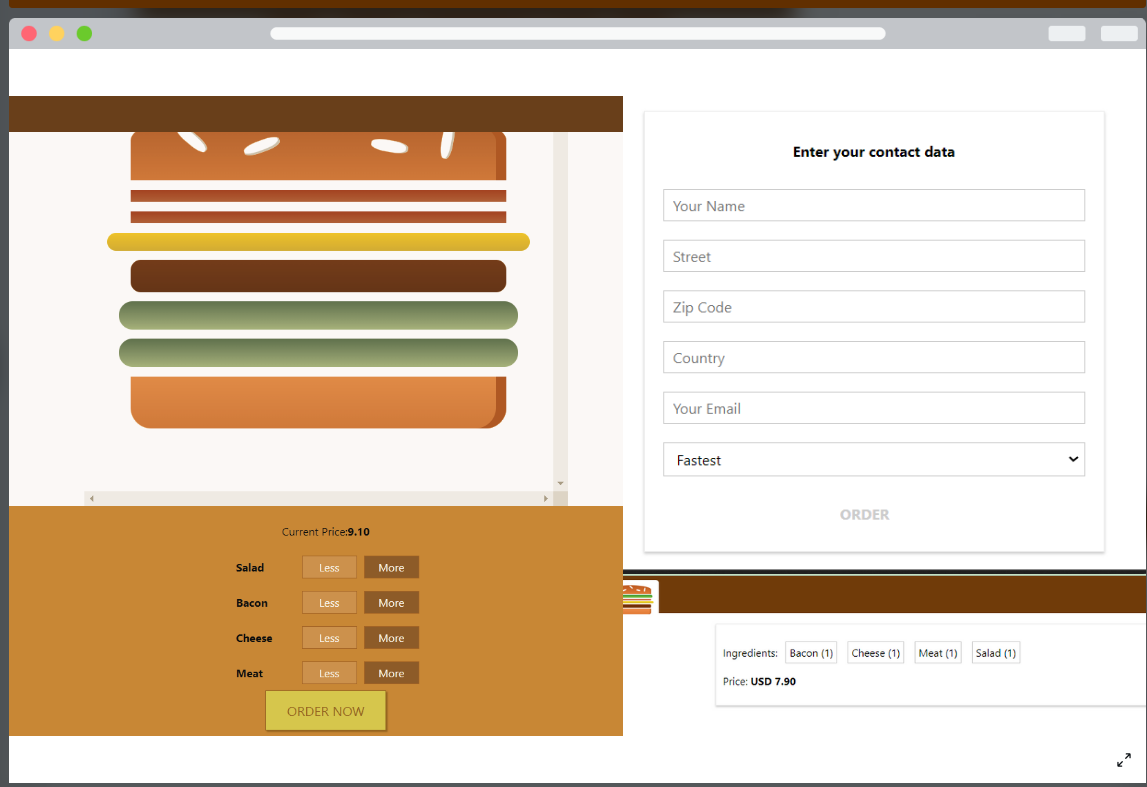 Current Price:9.10
Salad Less More
Bacon Less More
Cheese Less More
Meat Less More
ORDER NOW
Enter your contact data
Your Name
Street
Zip Code
Country
Your Email
Fastest
ORDER
Ingredients: Bacon (1) Cheese (1) Meat (1) Salad (1)
Price: USD 7.90